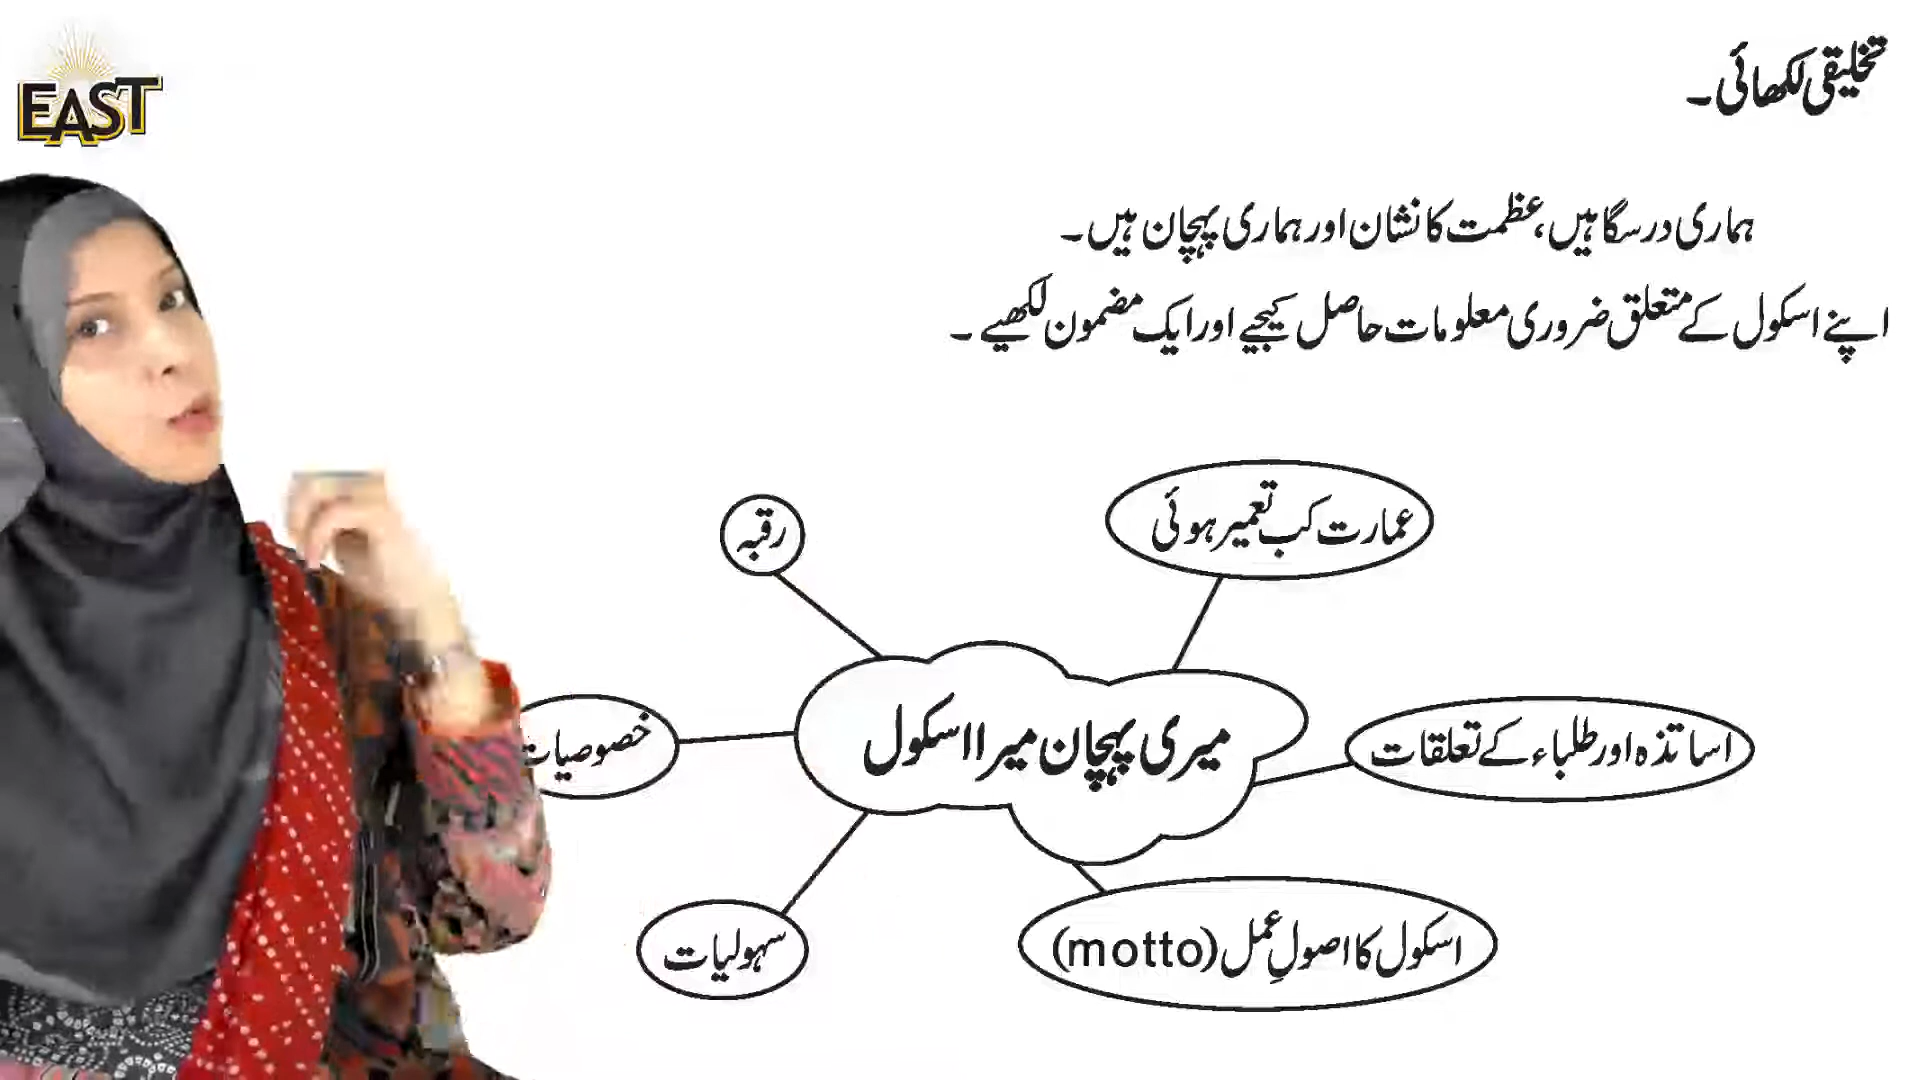 EAST
تخلیقی لکھائی۔
ہماری درسگاہیں، عظمت کا نشان اور ہماری پہچان ہیں۔
اپنے اسکول کے متعلق ضروری معلومات حاصل کیجیے اور ایک مضمون لکھیے۔
عمارت کب تعمیر ہوئی
رقبہ
میری پہچان میرا اسکول
اساتذہ اور طلباء کے تعلقات
خصوصیات
اسکول کا اصولِ عمل (motto)
سہولیات